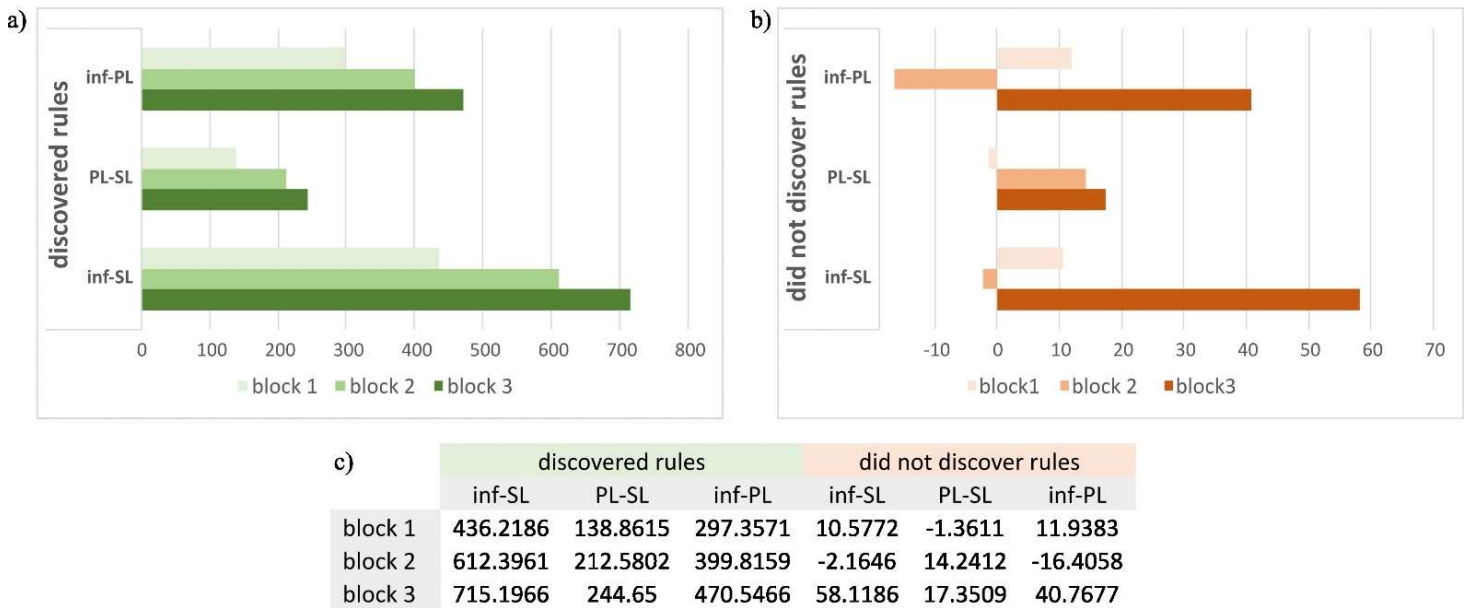 a)
discovered rules
inf-PL
PL-SL
inf-SL
0 100 200 300 400 500 600 700 800
block 1 block 2 block 3
b)
did not discover rules
inf-PL
PL-SL
inf-SL
-10 0 10 20 30 40 50 60 70
block1 block 2 block3
c) discovered rules did not discover rules
inf-SL PL-SL inf-PL inf-SL PL-SL inf-PL
block 1 436.2186 138.8615 297.3571 10.5772 -1.3611 11.9383
block 2 612.3961 212.5802 399.8159 -2.1646 14.2412 -16.4058
block 3 715.1966 244.65 470.5466 58.1186 17.3509 40.7677